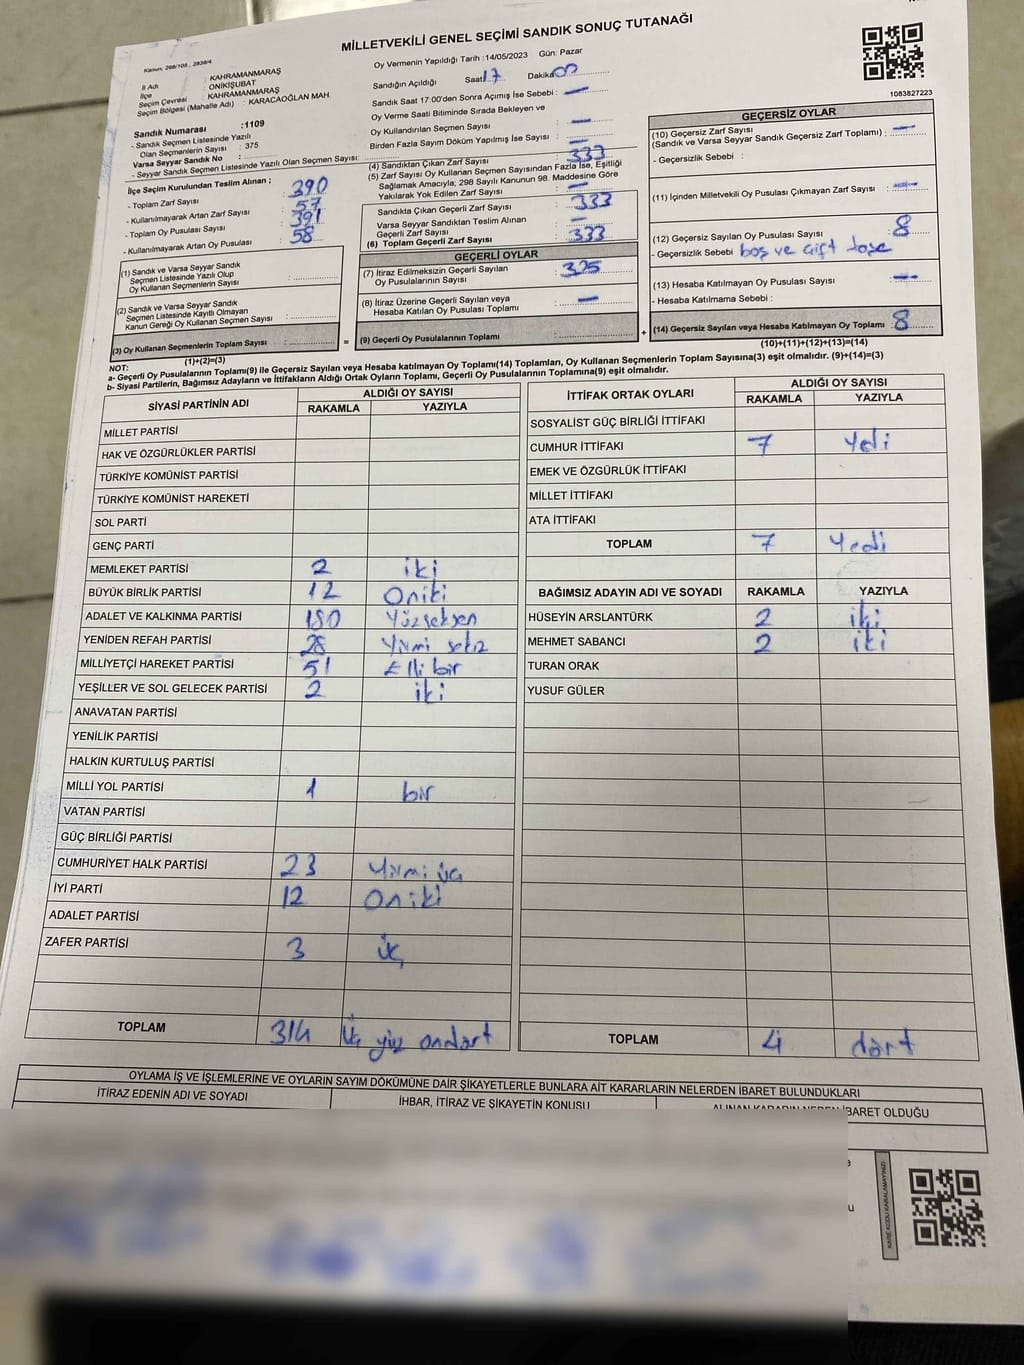 MİLLETVEKİLİ GENEL SEÇİMİ SANDIK SONUÇ TUTANAĞI
Kanun: 298/105, 2839/4
Oy Vermenin Yapıldığı Tarih :14/05/2023 Gün: Pazar
İl Adı : KAHRAMANMARAŞ
İlçe : ONİKİŞUBAT
Seçim Çevresi : KAHRAMANMARAŞ
Seçim Bölgesi (Mahalle Adı) : KARACAOĞLAN MAH.
Sandık Numarası :1109
- Sandık Seçmen Listesinde Yazılı
Olan Seçmenlerin Sayısı : 375
Varsa Seyyar Sandık No :
- Seyyar Sandık Seçmen Listesinde Yazılı Olan Seçmen Sayısı:
İlçe Seçim Kurulundan Teslim Alınan ;
- Toplam Zarf Sayısı : 390
- Kullanılmayarak Artan Zarf Sayısı : 57
- Toplam Oy Pusulası Sayısı : 391
- Kullanılmayarak Artan Oy Pusulası : 58
(1) Sandık ve Varsa Seyyar Sandık
Seçmen Listesinde Yazılı Olup
Oy Kullanan Seçmenlerin Sayısı :
(2) Sandık ve Varsa Seyyar Sandık
Seçmen Listesinde Kayıtlı Olmayan
Kanun Gereği Oy Kullanan Seçmen Sayısı :
(3) Oy Kullanan Seçmenlerin Toplam Sayısı :
(1)+(2)=(3)
Sandığın Açıldığı Saat:17 Dakika:00
Sandık Saat 17:00'den Sonra Açımış İse Sebebi : —
Oy Verme Saati Bitiminde Sırada Bekleyen ve
Oy Kullandırılan Seçmen Sayısı : —
Birden Fazla Sayım Döküm Yapılmış İse Sayısı : —
(4) Sandıktan Çıkan Zarf Sayısı : 333
(5) Zarf Sayısı Oy Kullanan Seçmen Sayısından Fazla İse, Eşitliği
Sağlamak Amacıyla; 298 Sayılı Kanunun 98. Maddesine Göre
Yakılarak Yok Edilen Zarf Sayısı : —
Sandıkta Çıkan Geçerli Zarf Sayısı : 333
Varsa Seyyar Sandıktan Teslim Alınan
Geçerli Zarf Sayısı : —
(6) Toplam Geçerli Zarf Sayısı : 333
GEÇERLİ OYLAR
(7) İtiraz Edilmeksizin Geçerli Sayılan
Oy Pusulalarının Sayısı : 325
(8) İtiraz Üzerine Geçerli Sayılan veya
Hesaba Katılan Oy Pusulası Toplamı : —
= (9) Geçerli Oy Pusulalarının Toplamı :
1083827223
GEÇERSİZ OYLAR
(10) Geçersiz Zarf Sayısı
(Sandık ve Varsa Seyyar Sandık Geçersiz Zarf Toplamı) : —
- Geçersizlik Sebebi :
(11) İçinden Milletvekili Oy Pusulası Çıkmayan Zarf Sayısı : —
(12) Geçersiz Sayılan Oy Pusulası Sayısı : 8
- Geçersizlik Sebebi boş ve çift
(13) Hesaba Katılmayan Oy Pusulası Sayısı : —
- Hesaba Katılmama Sebebi :
+ (14) Geçersiz Sayılan veya Hesaba Katılmayan Oy Toplamı : 8
(10)+(11)+(12)+(13)=(14)
NOT:
a- Geçerli Oy Pusulalarının Toplamı(9) ile Geçersiz Sayılan veya Hesaba katılmayan Oy Toplamı(14) Toplamları, Oy Kullanan Seçmenlerin Toplam Sayısına(3) eşit olmalıdır. (9)+(14)=(3)
b- Siyasi Partilerin, Bağımsız Adayların ve İttifakların Aldığı Ortak Oyların Toplamı, Geçerli Oy Pusulalarının Toplamına(9) eşit olmalıdır.
SİYASİ PARTİNİN ADI ALDIĞI OY SAYISI
RAKAMLA YAZIYLA
MİLLET PARTİSİ
HAK VE ÖZGÜRLÜKLER PARTİSİ
TÜRKİYE KOMÜNİST PARTİSİ
TÜRKİYE KOMÜNİST HAREKETİ
SOL PARTİ
GENÇ PARTİ
MEMLEKET PARTİSİ 2 iki
BÜYÜK BİRLİK PARTİSİ 12 Oniki
ADALET VE KALKINMA PARTİSİ 180 Yüzseksen
YENİDEN REFAH PARTİSİ 28 Yirmi sekiz
MİLLİYETÇİ HAREKET PARTİSİ 51 Elli bir
YEŞİLLER VE SOL GELECEK PARTİSİ 2 iki
ANAVATAN PARTİSİ
YENİLİK PARTİSİ
HALKIN KURTULUŞ PARTİSİ
MİLLİ YOL PARTİSİ 1 bir
VATAN PARTİSİ
GÜÇ BİRLİĞİ PARTİSİ
CUMHURİYET HALK PARTİSİ 23 Yirmi üç
İYİ PARTİ 12 Oniki
ADALET PARTİSİ
ZAFER PARTİSİ 3 üç
TOPLAM 314 Üç yüz ondört
İTTİFAK ORTAK OYLARI ALDIĞI OY SAYISI
RAKAMLA YAZIYLA
SOSYALİST GÜÇ BİRLİĞİ İTTİFAKI
CUMHUR İTTİFAKI 7 Yedi
EMEK VE ÖZGÜRLÜK İTTİFAKI
MİLLET İTTİFAKI
ATA İTTİFAKI
TOPLAM 7 Yedi
BAĞIMSIZ ADAYIN ADI VE SOYADI RAKAMLA YAZIYLA
HÜSEYİN ARSLANTÜRK 2 iki
MEHMET SABANCI 2 iki
TURAN ORAK
YUSUF GÜLER
TOPLAM 4 dört
OYLAMA İŞ VE İŞLEMLERİNE VE OYLARIN SAYIM DÖKÜMÜNE DAİR ŞİKAYETLERLE BUNLARA AİT KARARLARIN NELERDEN İBARET BULUNDUKLARI
İTİRAZ EDENİN ADI VE SOYADI İHBAR, İTİRAZ VE ŞİKAYETİN KONUSU ALINAN KARARIN NEDEN İBARET OLDUĞU
KARE KODU KARALAMAYINIZ!